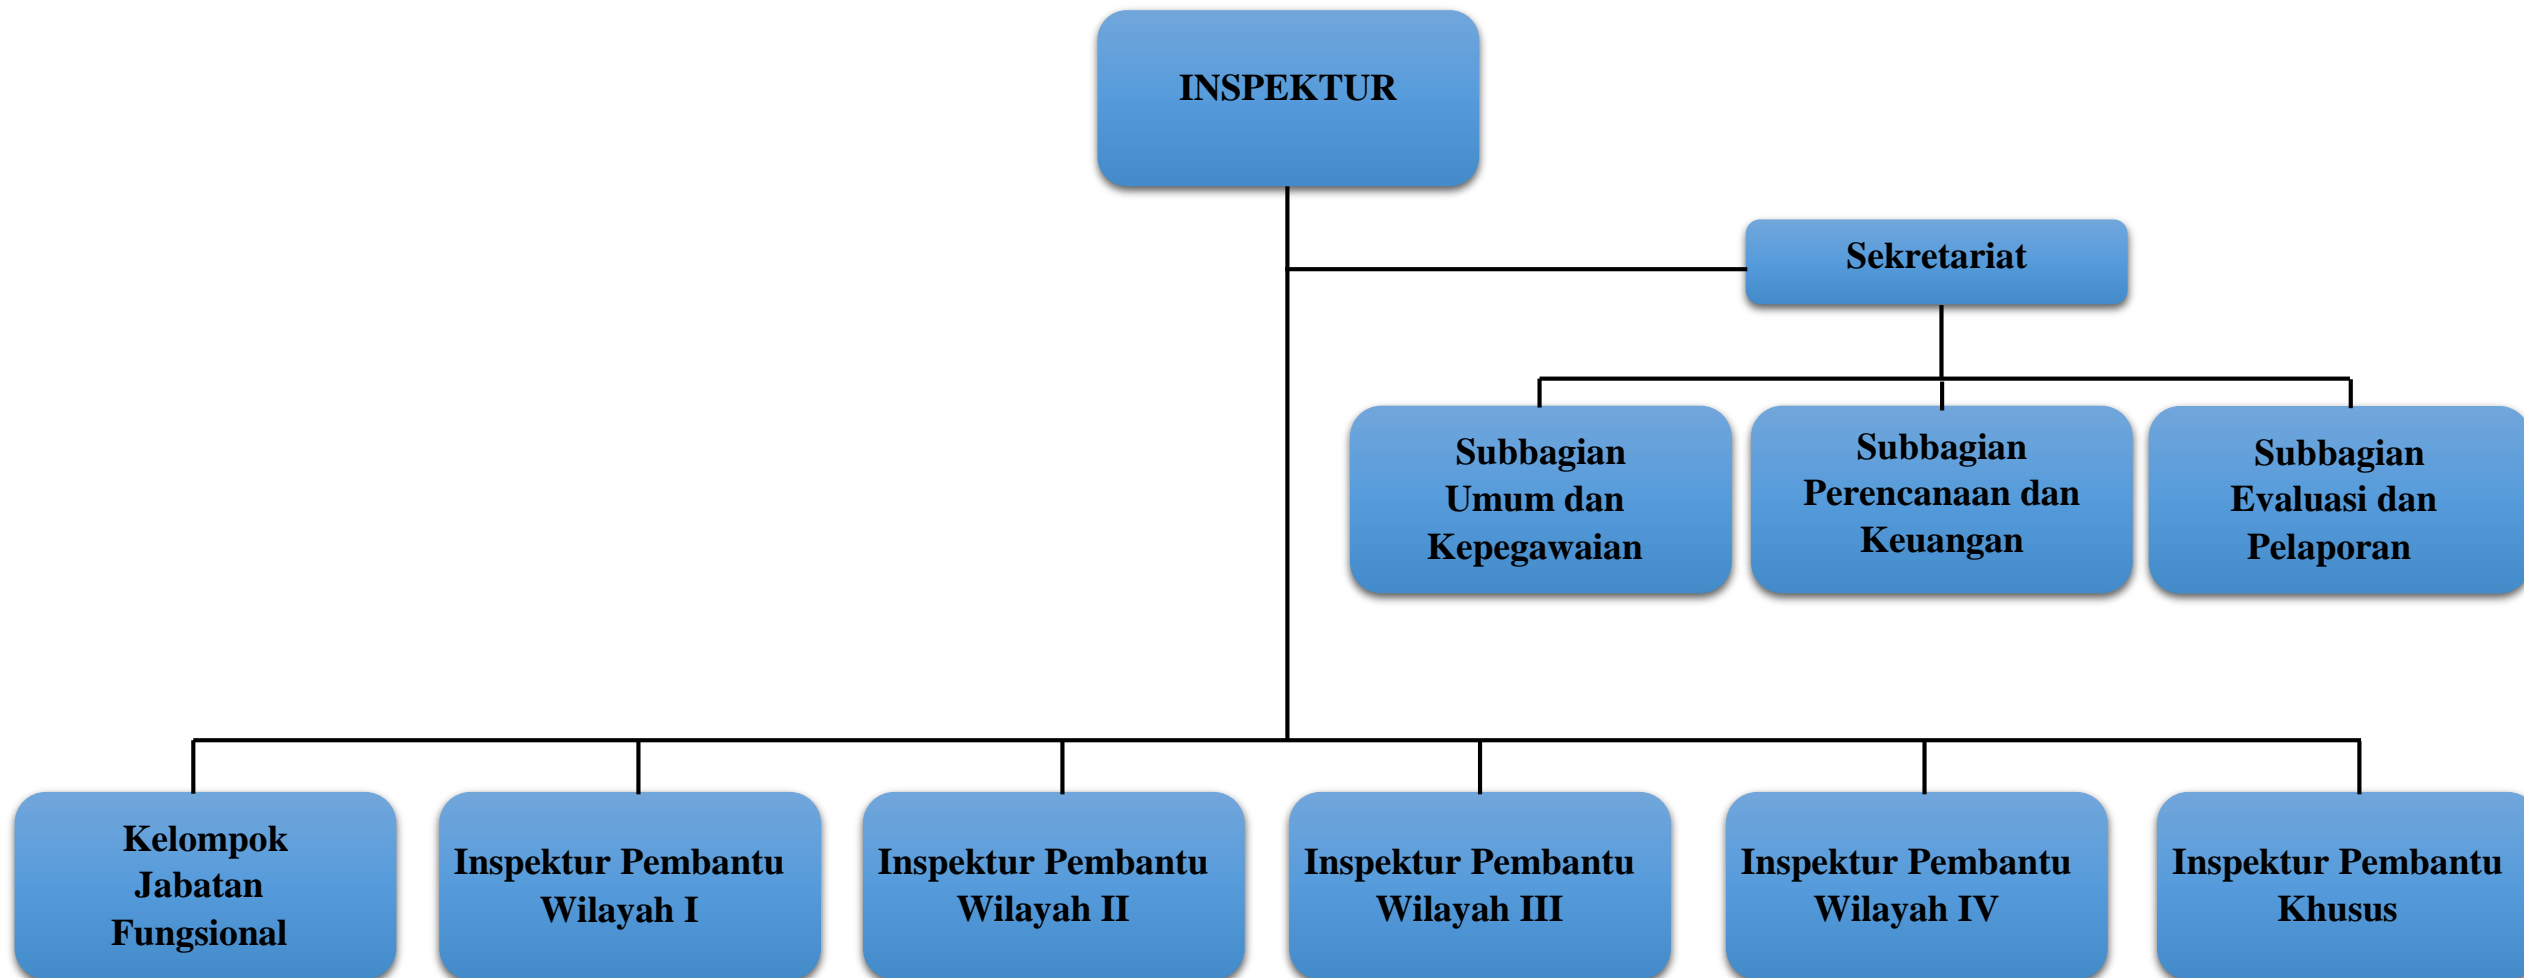 INSPEKTUR
Sekretariat
Subbagian
Umum dan
Kepegawaian
Subbagian
Perencanaan dan
Keuangan
Subbagian
Evaluasi dan
Pelaporan
Kelompok
Jabatan
Fungsional
Inspektur Pembantu
Wilayah I
Inspektur Pembantu
Wilayah II
Inspektur Pembantu
Wilayah III
Inspektur Pembantu
Wilayah IV
Inspektur Pembantu
Khusus